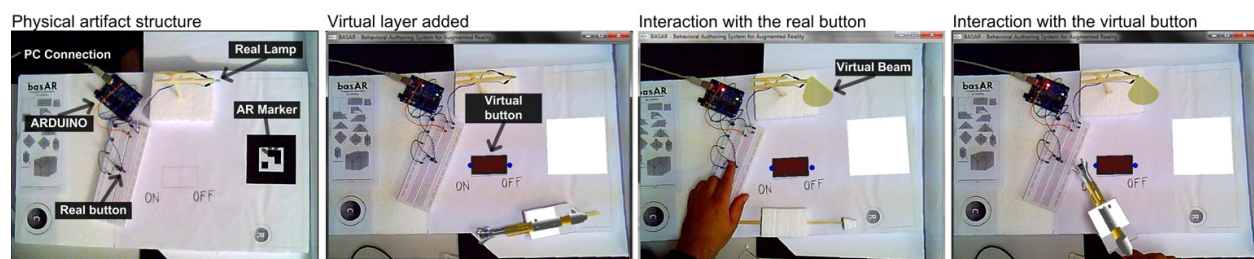 Physical artifact structure
PC Connection
Real Lamp
basAR
ARDUINO
AR Marker
Real button
ON
OFF
C
R
Virtual layer added
BASAR - Behavioral Authoring System for Augmented Reality
basAR
Virtual
button
ON
OFF
C
Interaction with the real button
BASAR - Behavioral Authoring System for Augmented Reality
Virtual Beam
basAR
ON
OFF
C
R
Interaction with the virtual button
BASAR - Behavioral Authoring System for Augmented Reality
basAR
ON
OFF
C
R